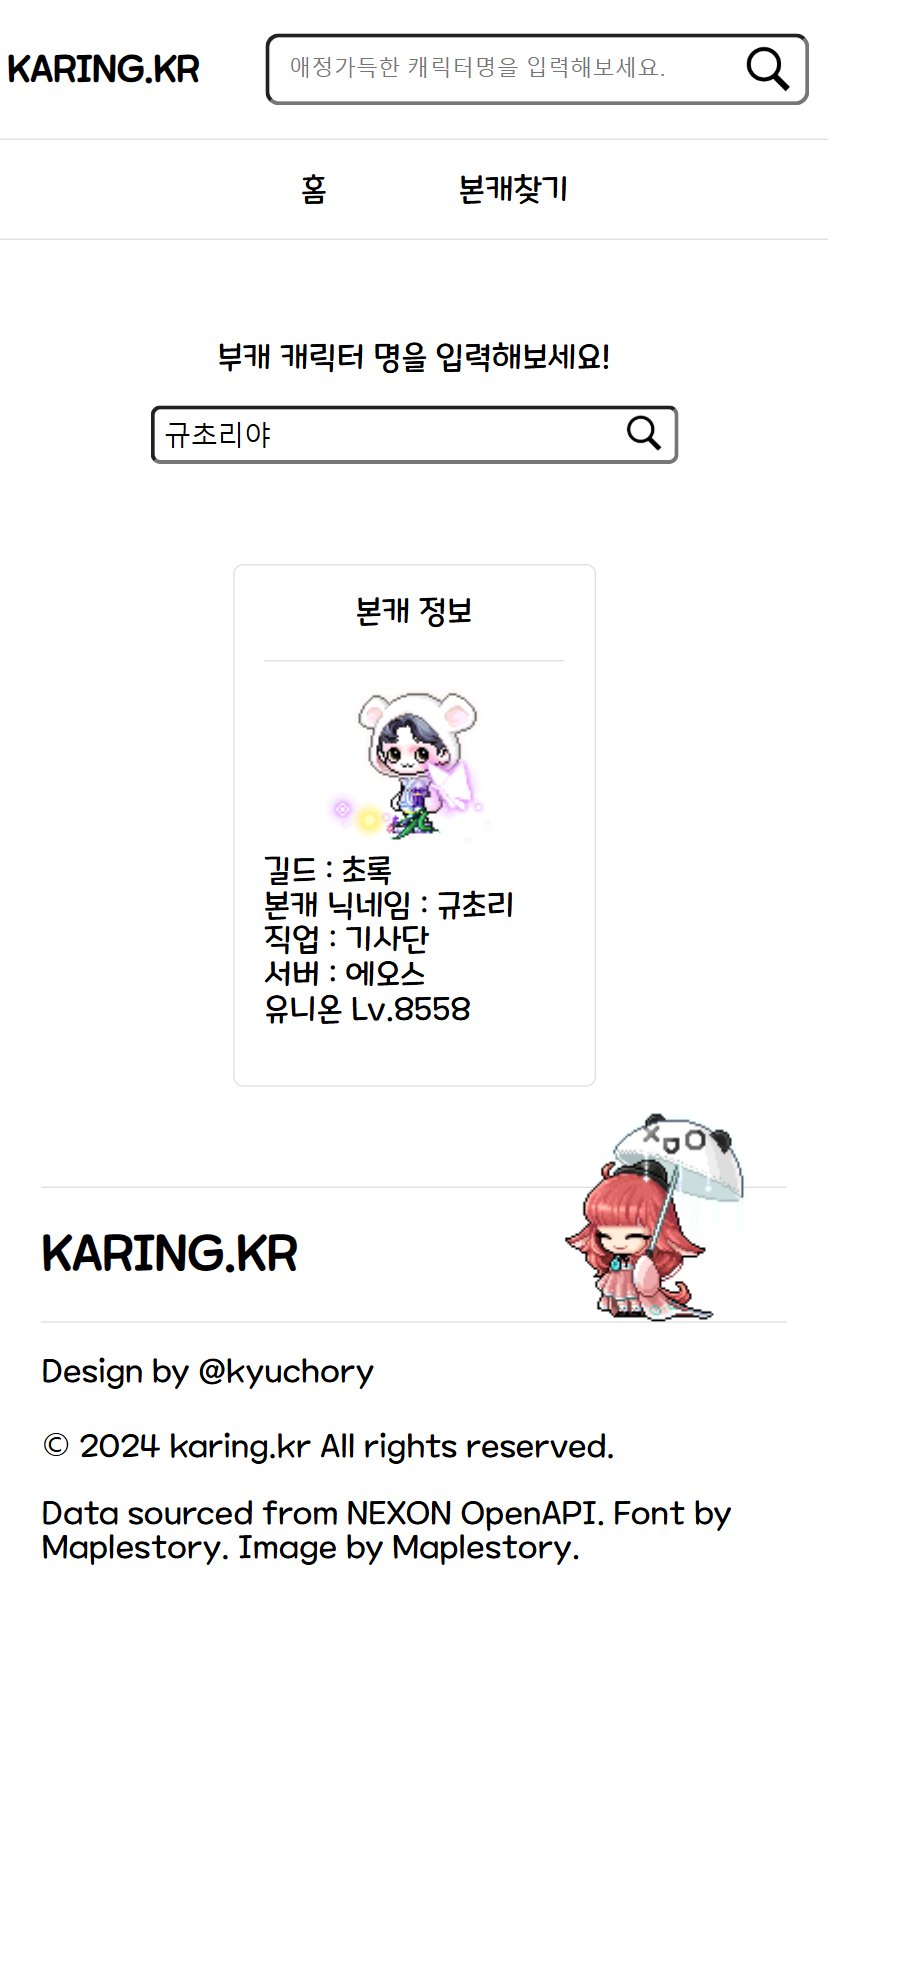 KARING.KR
애정가득한 캐릭터명을 입력해보세요.
홈 본캐찾기
부캐 캐릭터 명을 입력해보세요!
규초리야
본캐 정보
길드 : 초록
본캐 닉네임 : 규초리
직업 : 기사단
서버 : 에오스
유니온 Lv.8558
KARING.KR
Design by @kyuchory
© 2024 karing.kr All rights reserved.
Data sourced from NEXON OpenAPI. Font by
Maplestory. Image by Maplestory.